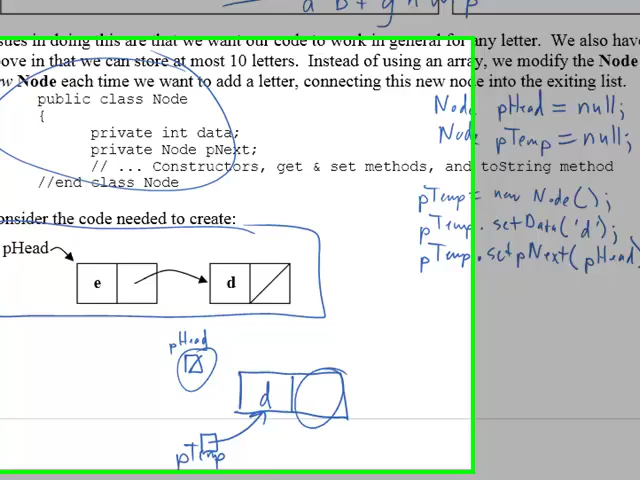 sues in doing this are that we want our code to work in general for any letter. We also have
ove in that we can store at most 10 letters. Instead of using an array, we modify the Node
w Node each time we want to add a letter, connecting this new node into the exiting list.
public class Node
{
private int data;
private Node pNext;
// ... Constructors, get & set methods, and toString method
//end class Node
Node pHead = null;
Node pTemp = null;
pTemp = new Node();
pTemp.setData('d');
pTemp.setpNext(pHead)
onsider the code needed to create:
pHead
e d
pHead
d
pTemp